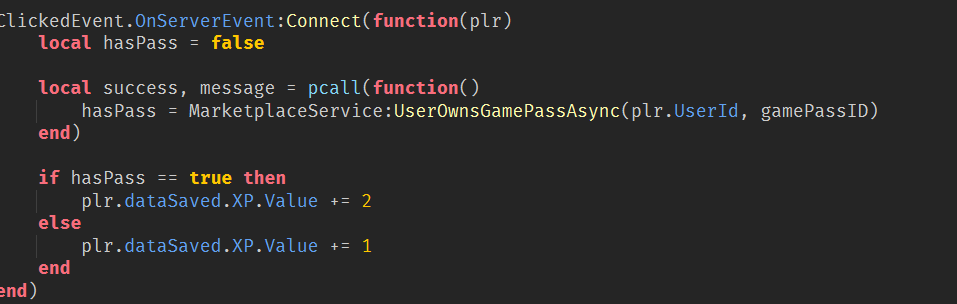 ClickedEvent.OnServerEvent:Connect(function(plr)
    local hasPass = false
    local success, message = pcall(function()
        hasPass = MarketplaceService:UserOwnsGamePassAsync(plr.UserId, gamePassID)
    end)
    if hasPass == true then
        plr.dataSaved.XP.Value += 2
    else
        plr.dataSaved.XP.Value += 1
    end
end)